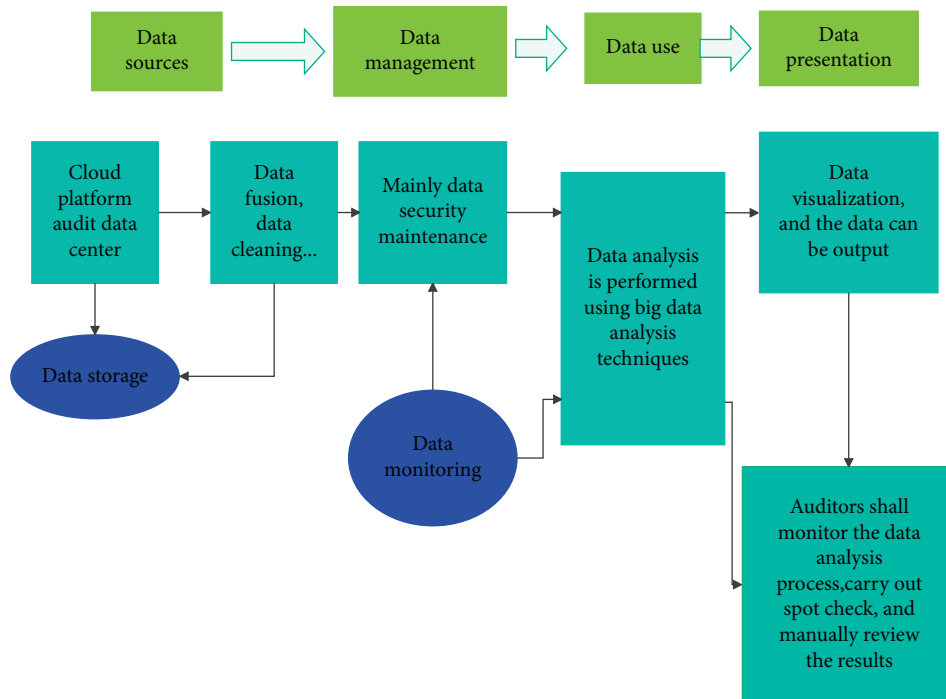 Data
sources
Data
management
Data use
Data
presentation
Cloud
platform
audit data
center
Data
fusion,
data
cleaning...
Mainly data
security
maintenance
Data analysis
is performed
using big data
analysis
techniques
Data
visualization,
and the data can
be output
Data storage
Data
monitoring
Auditors shall
monitor the data
analysis
process,carry out
spot check, and
manually review
the results